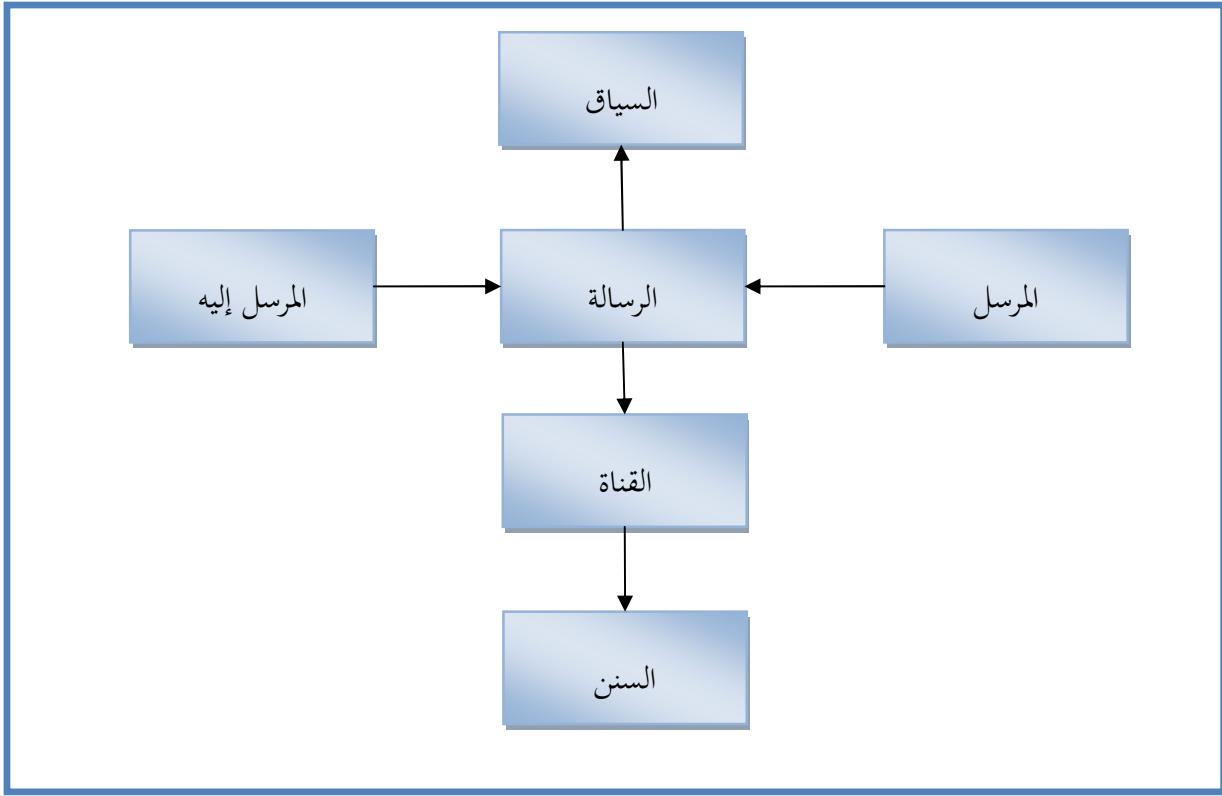 السياق
المرسل
الرسالة
المرسل إليه
القناة
السنن